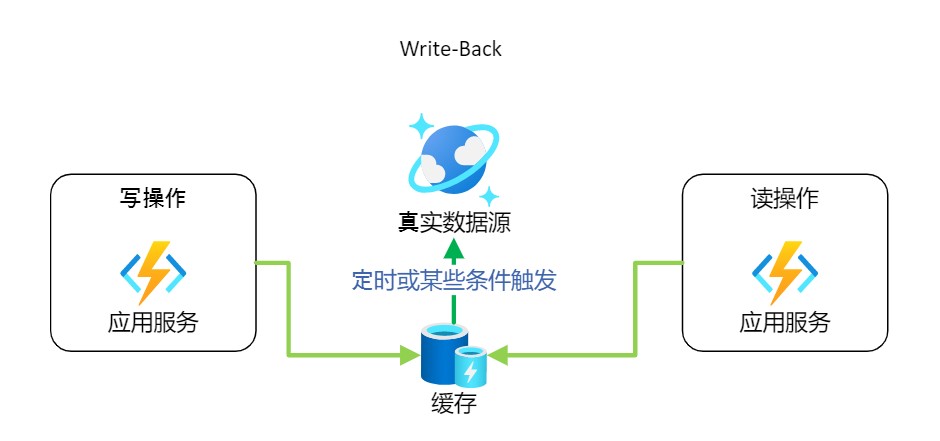 Write-Back
写操作
应用服务
真实数据源
定时或某些条件触发
缓存
读操作
应用服务